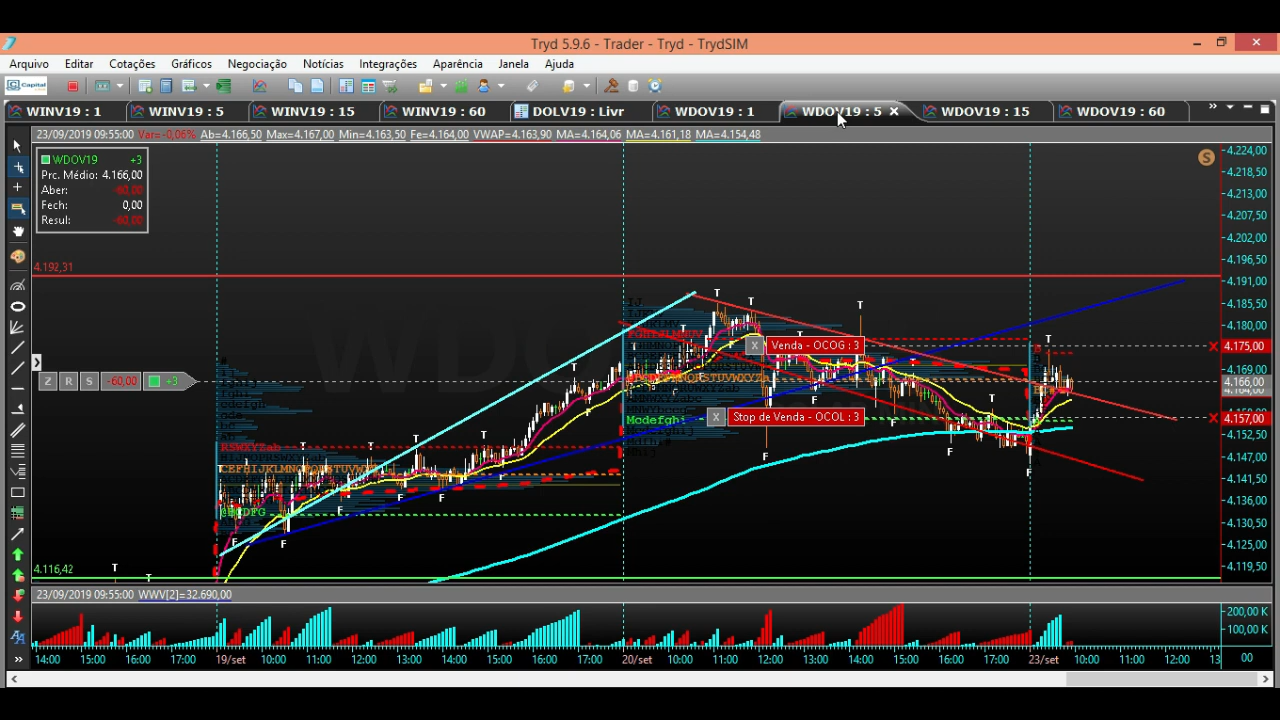 Tryd 5.9.6 - Trader - Tryd - TrydSIM
Arquivo Editar Cotações Gráficos Negociação Notícias Integrações Aparência Janela Ajuda
Capital
WINV19 : 1 WINV19 : 5 WINV19 : 15 WINV19 : 60 DOLV19 : Livr WDOV19 : 1 WDOV19 : 5 WDOV19 : 15 WDOV19 : 60
23/09/2019 09:55:00 Var=-0,06% Ab=4.166,50 Max=4.167,00 Min=4.163,50 Fe=4.164,00 VWAP=4.163,90 MA=4.164,06 MA=4.161,18 MA=4.154,48
WDOV19 +3
Prc. Médio: 4.166,00
Aber: -60,00
Fech: 0,00
Resul: -60,00
4.224,00
4.218,50
4.213,00
4.207,50
4.202,00
4.196,50
4.191,00
4.185,50
4.180,00
4.175,00
4.169,00
4.166,00
4.157,00
4.152,50
4.147,00
4.141,50
4.136,00
4.130,50
4.125,00
4.119,50
S
4.192,31
X Venda - OCOG : 3
Z R S -60,00 +3
X Stop de Venda - OCOL : 3
Modefghi
RSWXYZab
4.116,42
23/09/2019 09:55:00 WWV[2]=32.690,00
200,00 K
100,00 K
14:00 15:00 16:00 17:00 19/set 10:00 11:00 12:00 13:00 14:00 15:00 16:00 17:00 20/set 10:00 11:00 12:00 13:00 14:00 15:00 16:00 17:00 23/set 10:00 11:00 12:00 13 00